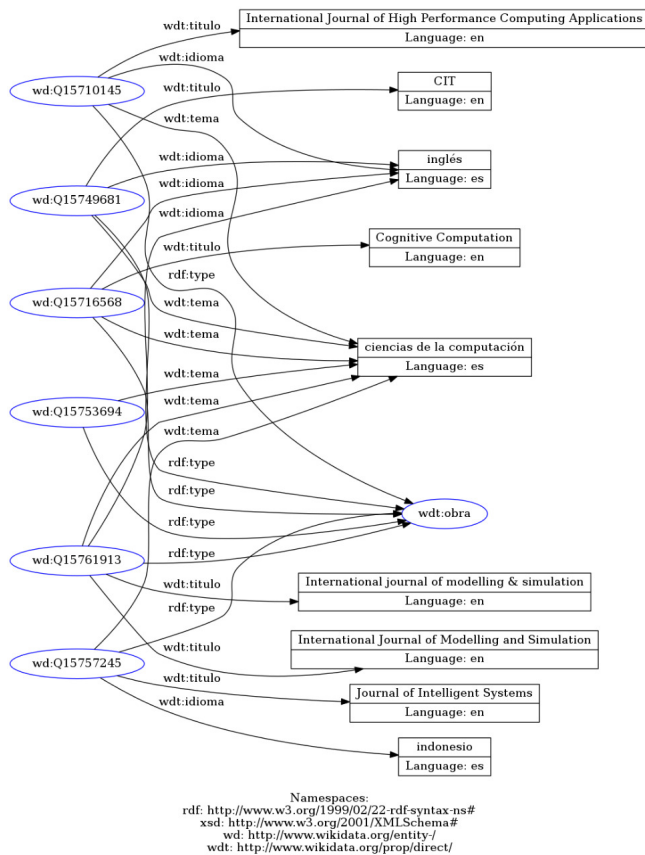 International Journal of High Performance Computing Applications
wdt:titulo
Language: en
wdt:idioma
CIT
wd:Q15710145
wdt:titulo
Language: en
wdt:tema
inglés
wdt:idioma
Language: es
wdt:idioma
wd:Q15749681
wdt:idioma
Cognitive Computation
wdt:titulo
Language: en
rdf:type
wd:Q15716568
wdt:tema
wdt:tema
ciencias de la computación
Language: es
wdt:tema
wd:Q15753694
wdt:tema
wdt:tema
rdf:type
rdf:type
wdt:obra
rdf:type
rdf:type
wd:Q15761913
wdt:titulo
International journal of modelling & simulation
Language: en
rdf:type
wdt:titulo
International Journal of Modelling and Simulation
Language: en
wd:Q15757245
wdt:titulo
Journal of Intelligent Systems
Language: en
wdt:idioma
indonesio
Language: es
Namespaces:
rdf: http://www.w3.org/1999/02/22-rdf-syntax-ns#
xsd: http://www.w3.org/2001/XMLSchema#
wd: http://www.wikidata.org/entity-/
wdt: http://www.wikidata.org/prop/direct/